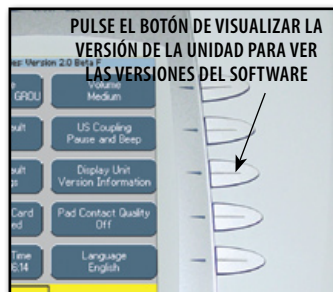 PULSE EL BOTÓN DE VISUALIZAR LA
VERSIÓN DE LA UNIDAD PARA VER
LAS VERSIONES DEL SOFTWARE
Version 2.0 Beta F
GROU
Volume
Medium
US Coupling
Pause and Beep
Display Unit
Version Information
Card
Pad Contact Quality
Off
Time
6:14
Language
English